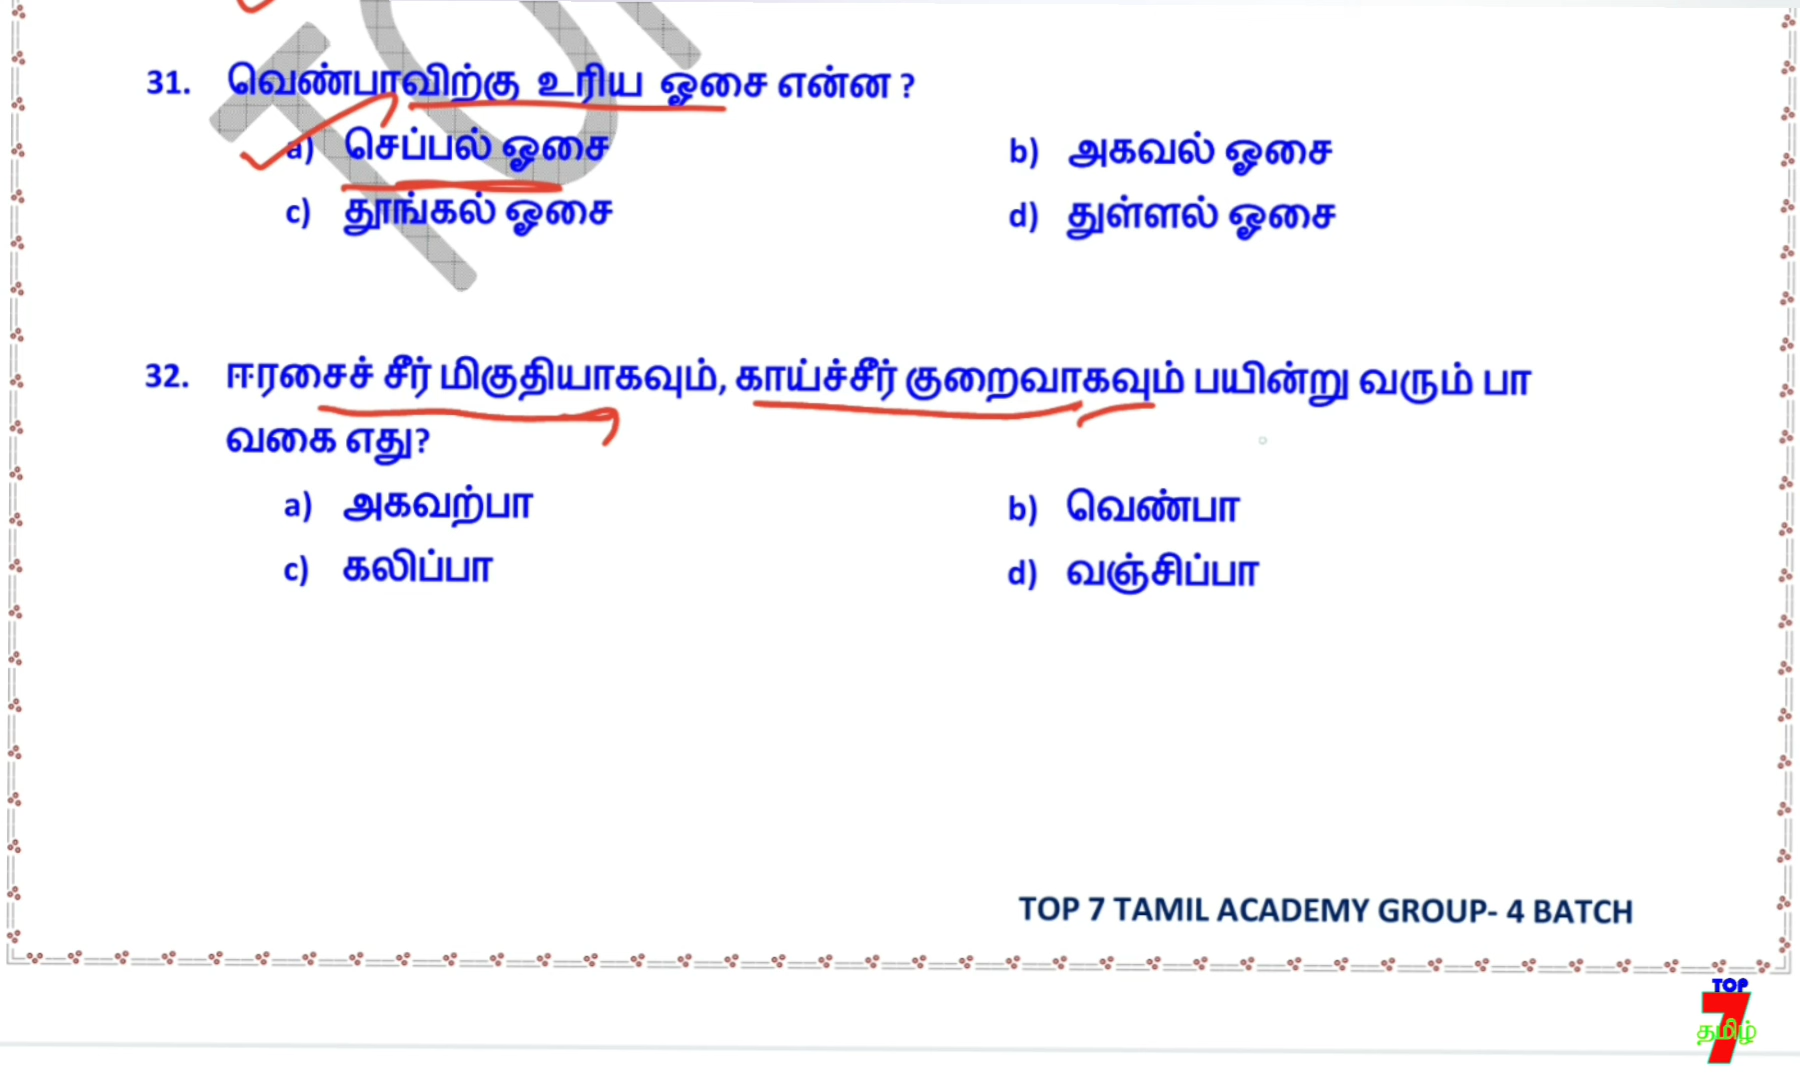 31. வெண்பாவிற்கு உரிய ஓசை என்ன ?
a) செப்பல் ஓசை b) அகவல் ஓசை
c) தூங்கல் ஓசை d) துள்ளல் ஓசை
32. ஈரசைச் சீர் மிகுதியாகவும், காய்ச்சீர் குறைவாகவும் பயின்று வரும் பா
வகை எது?
a) அகவற்பா b) வெண்பா
c) கலிப்பா d) வஞ்சிப்பா
TOP 7 TAMIL ACADEMY GROUP- 4 BATCH
TOP
7
தமிழ்